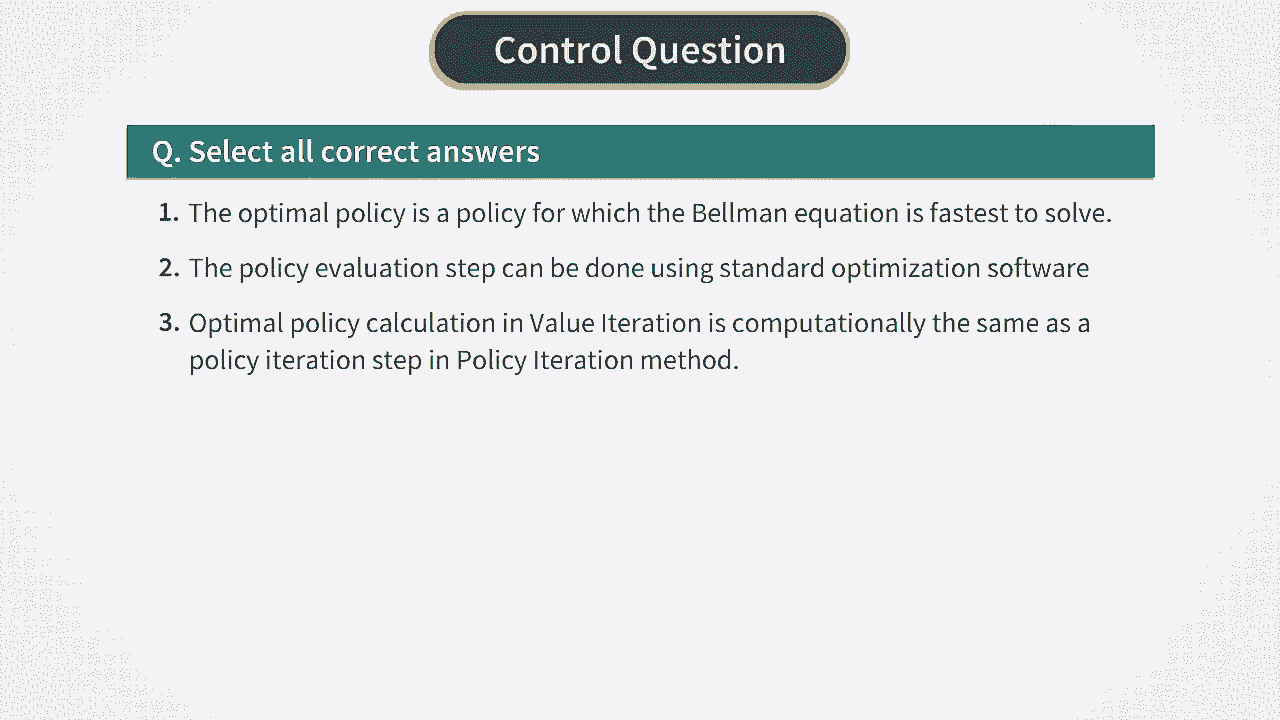 Control Question
Q. Select all correct answers
1. The optimal policy is a policy for which the Bellman equation is fastest to solve.
2. The policy evaluation step can be done using standard optimization software
3. Optimal policy calculation in Value Iteration is computationally the same as a
policy iteration step in Policy Iteration method.